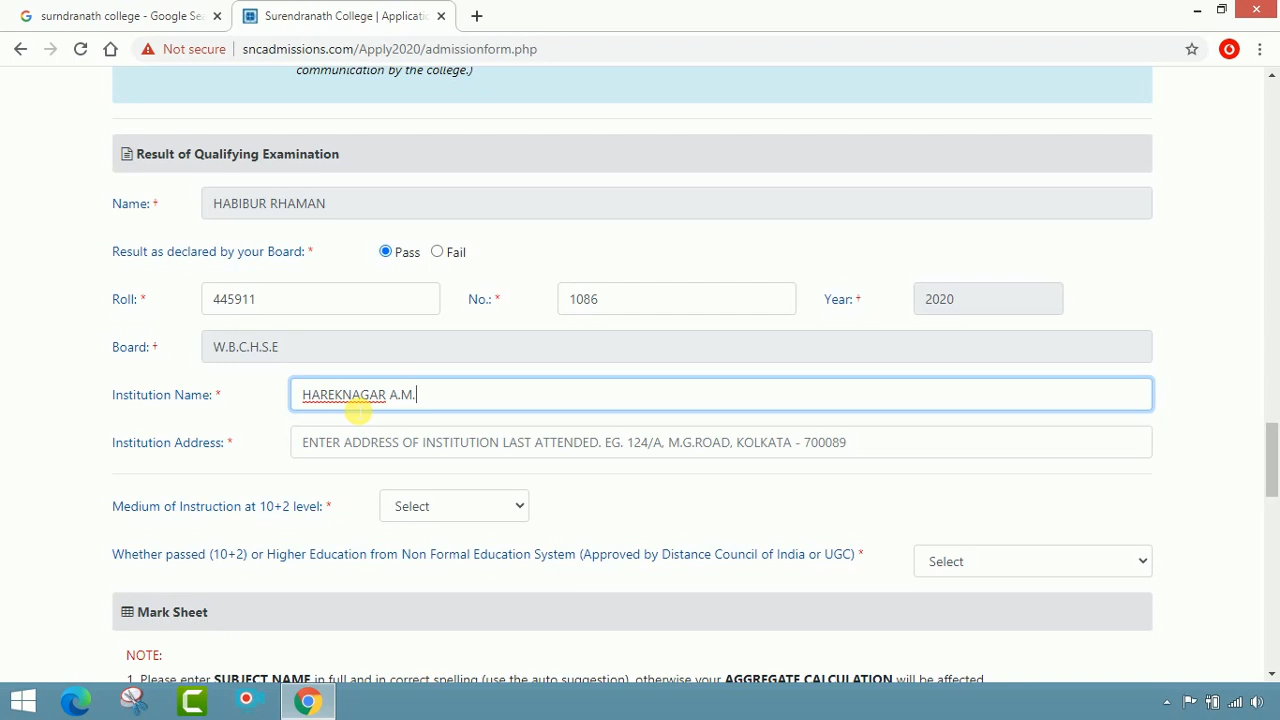 surndranath college - Google Se
Surendranath College | Applicati
Not secure sncadmissions.com/Apply2020/admissionform.php
communication by the college.)
Result of Qualifying Examination
Name: * HABIBUR RHAMAN
Result as declared by your Board: * Pass Fail
Roll: * 445911 No.: * 1086 Year: * 2020
Board: * W.B.C.H.S.E
Institution Name: * HAREKNAGAR A.M.
Institution Address: * ENTER ADDRESS OF INSTITUTION LAST ATTENDED. EG. 124/A, M.G.ROAD, KOLKATA - 700089
Medium of Instruction at 10+2 level: * Select
Whether passed (10+2) or Higher Education from Non Formal Education System (Approved by Distance Council of India or UGC) * Select
Mark Sheet
NOTE:
1. Please enter SUBJECT NAME in full and in correct spelling (use the auto suggestion), otherwise your AGGREGATE CALCULATION will be affected